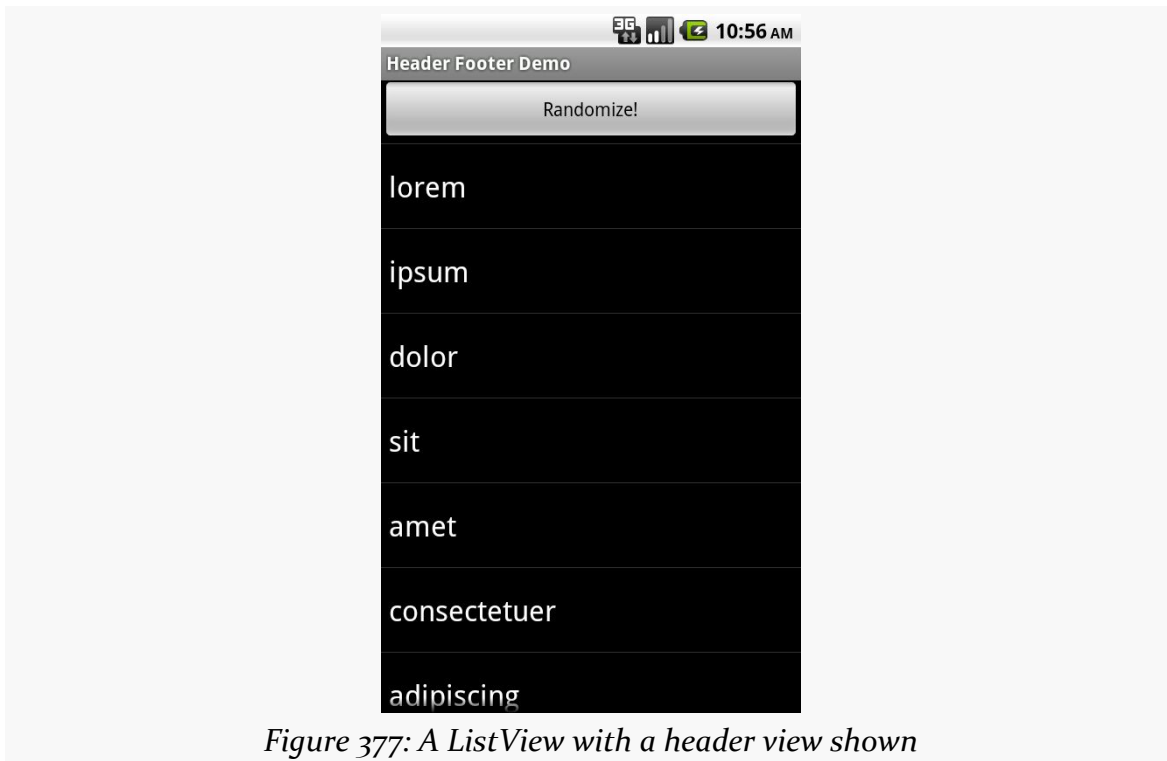 3G 10:56 AM
Header Footer Demo
Randomize!
lorem
ipsum
dolor
sit
amet
consectetuer
adipiscing
Figure 377: A ListView with a header view shown